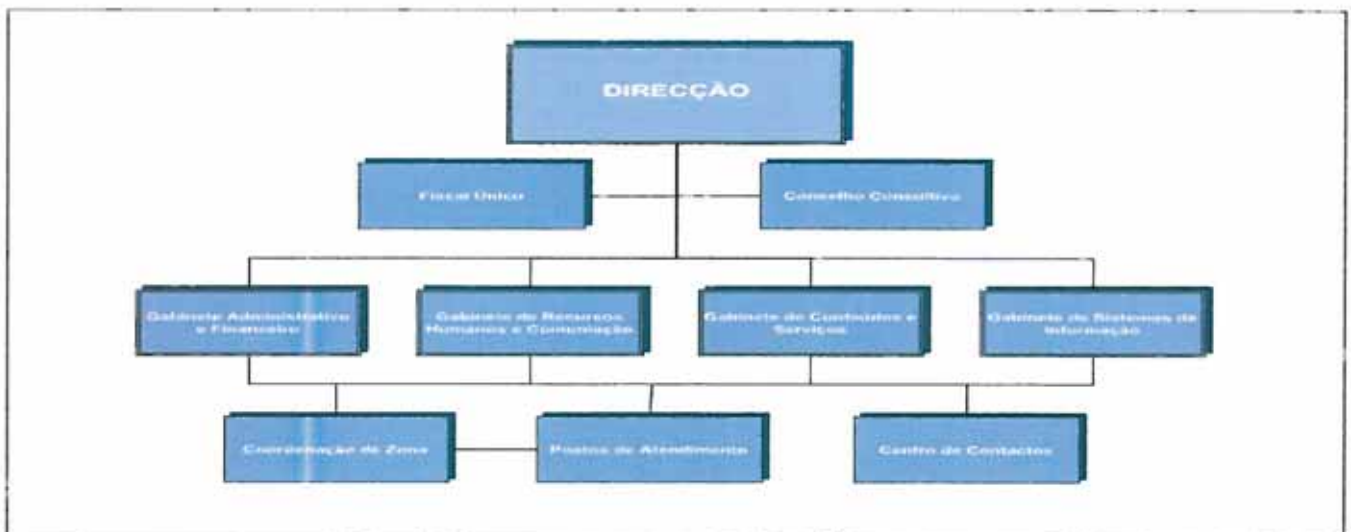 DIRECÇÃO
Fiscal Único
Conselho Consultivo
Gabinete Administrativo
e Financeiro
Gabinete de Recursos
Humanos e Comunicação
Gabinete de Conteúdos e
Serviços
Gabinete de Sistemas de
Informação
Coordenação de Zona
Postos de Atendimento
Centro de Contactos